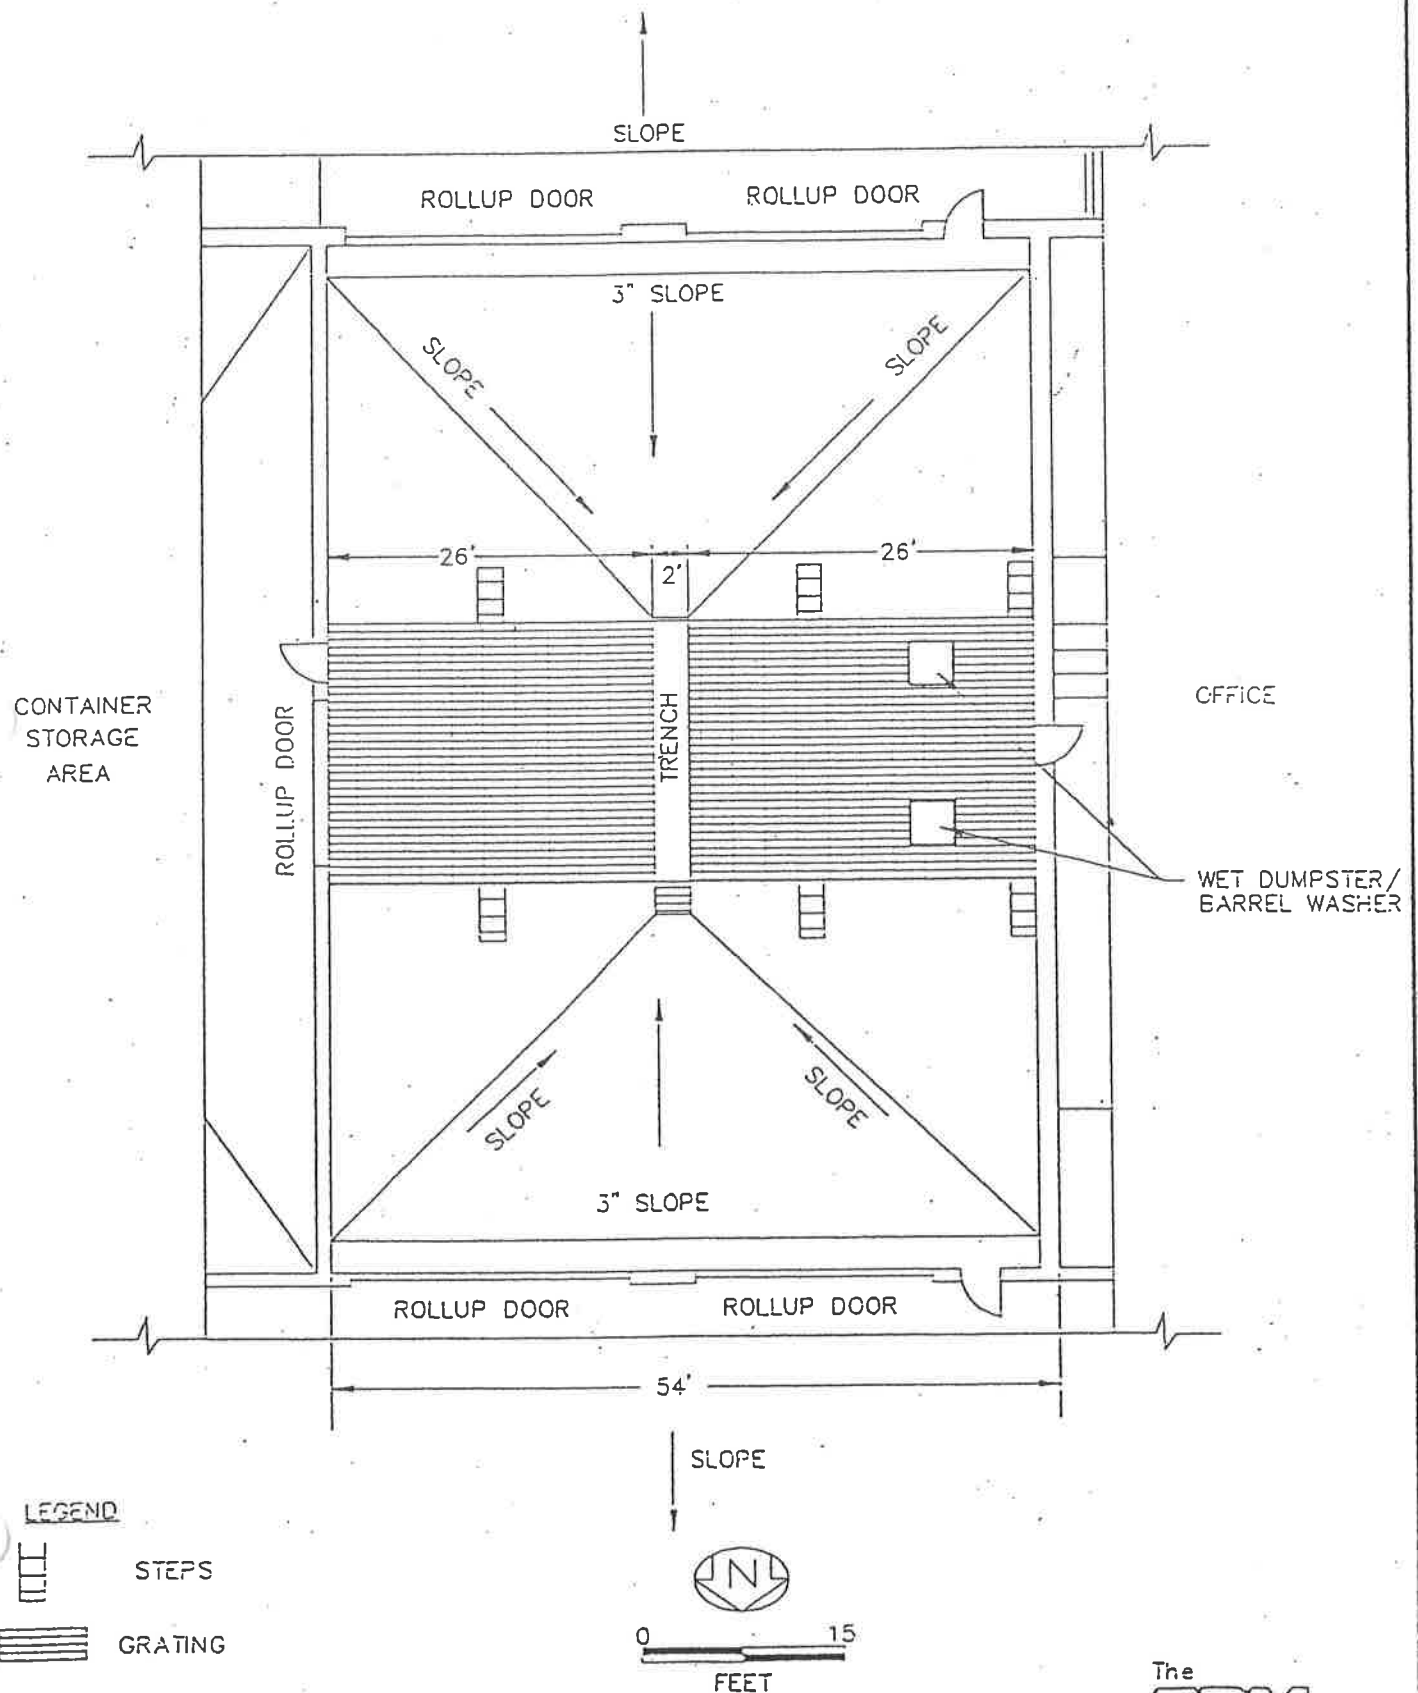 SLOPE
ROLLUP DOOR
ROLLUP DOOR
3" SLOPE
SLOPE
SLOPE
26'
2'
26'
CONTAINER
STORAGE
AREA
ROLLUP DOOR
TRENCH
OFFICE
WET DUMPSTER/
BARREL WASHER
SLOPE
SLOPE
3" SLOPE
ROLLUP DOOR
ROLLUP DOOR
54'
SLOPE
LEGEND
STEPS
GRATING
N
0 15
FEET
The